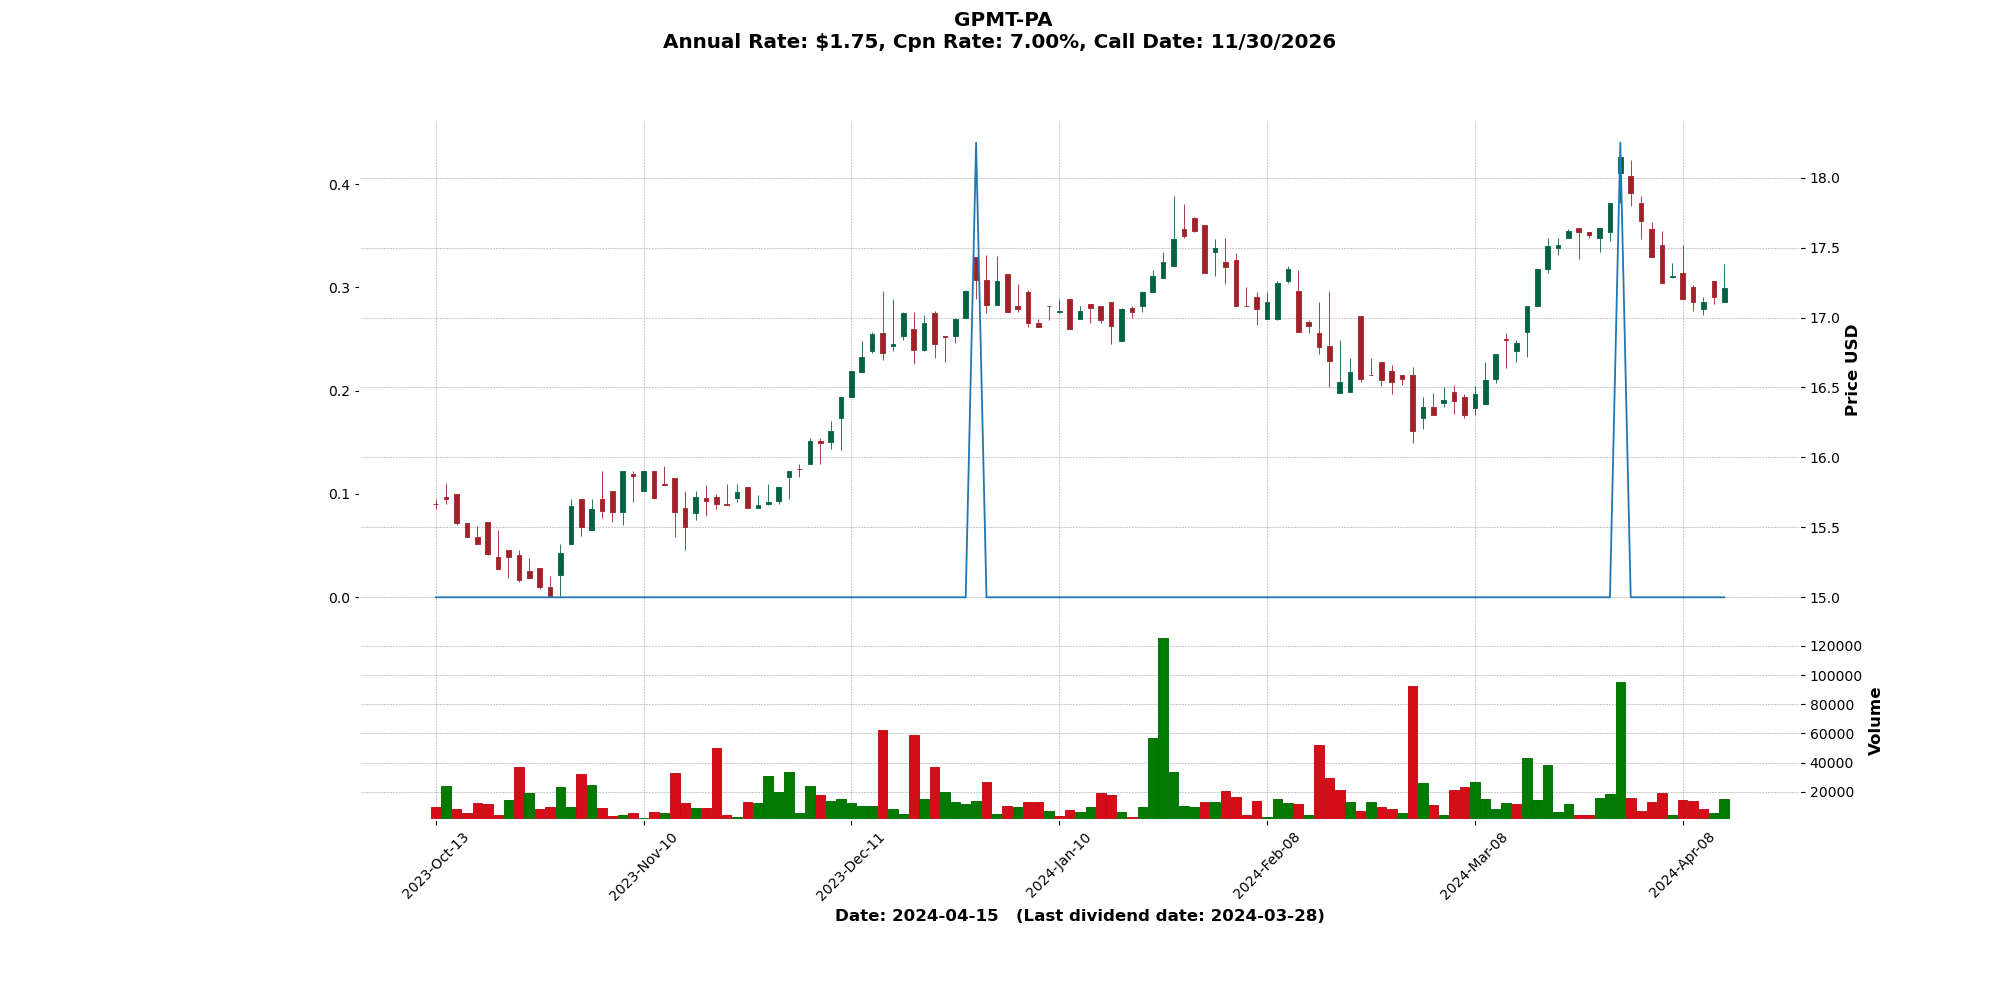 GPMT-PA
Annual Rate: $1.75, Cpn Rate: 7.00%, Call Date: 11/30/2026
0.4
0.3
0.2
0.1
0.0
18.0
17.5
17.0
16.5
16.0
15.5
15.0
Price USD
120000
100000
80000
60000
40000
20000
Volume
2023-Oct-13
2023-Nov-10
2023-Dec-11
2024-Jan-10
2024-Feb-08
2024-Mar-08
2024-Apr-08
Date: 2024-04-15 (Last dividend date: 2024-03-28)